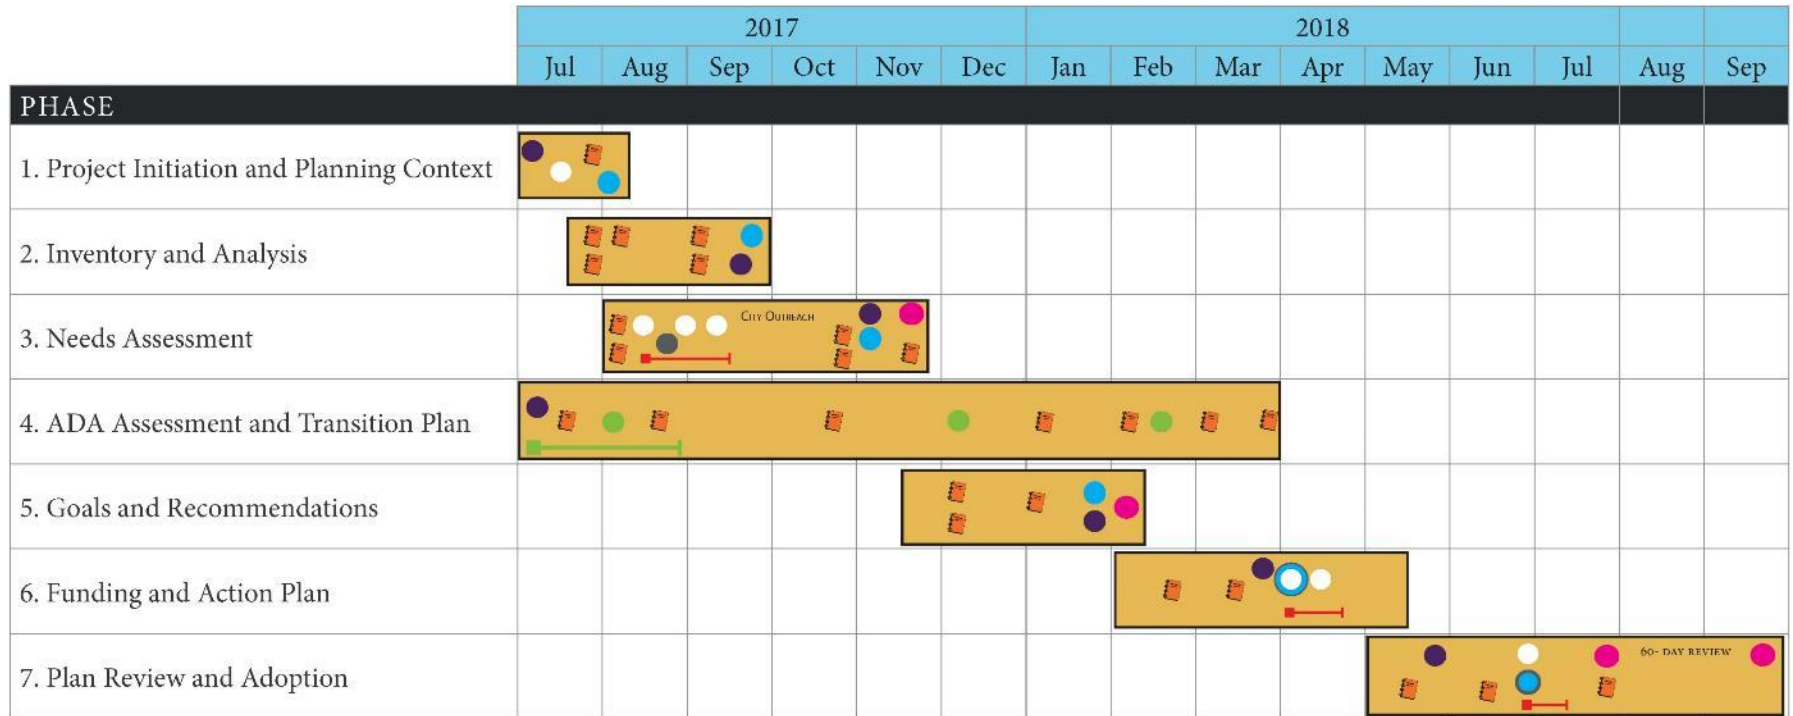 2017 2018
Jul Aug Sep Oct Nov Dec Jan Feb Mar Apr May Jun Jul Aug Sep
PHASE
1. Project Initiation and Planning Context
2. Inventory and Analysis
3. Needs Assessment
City Outreach
4. ADA Assessment and Transition Plan
5. Goals and Recommendations
6. Funding and Action Plan
7. Plan Review and Adoption
60- DAY REVIEW